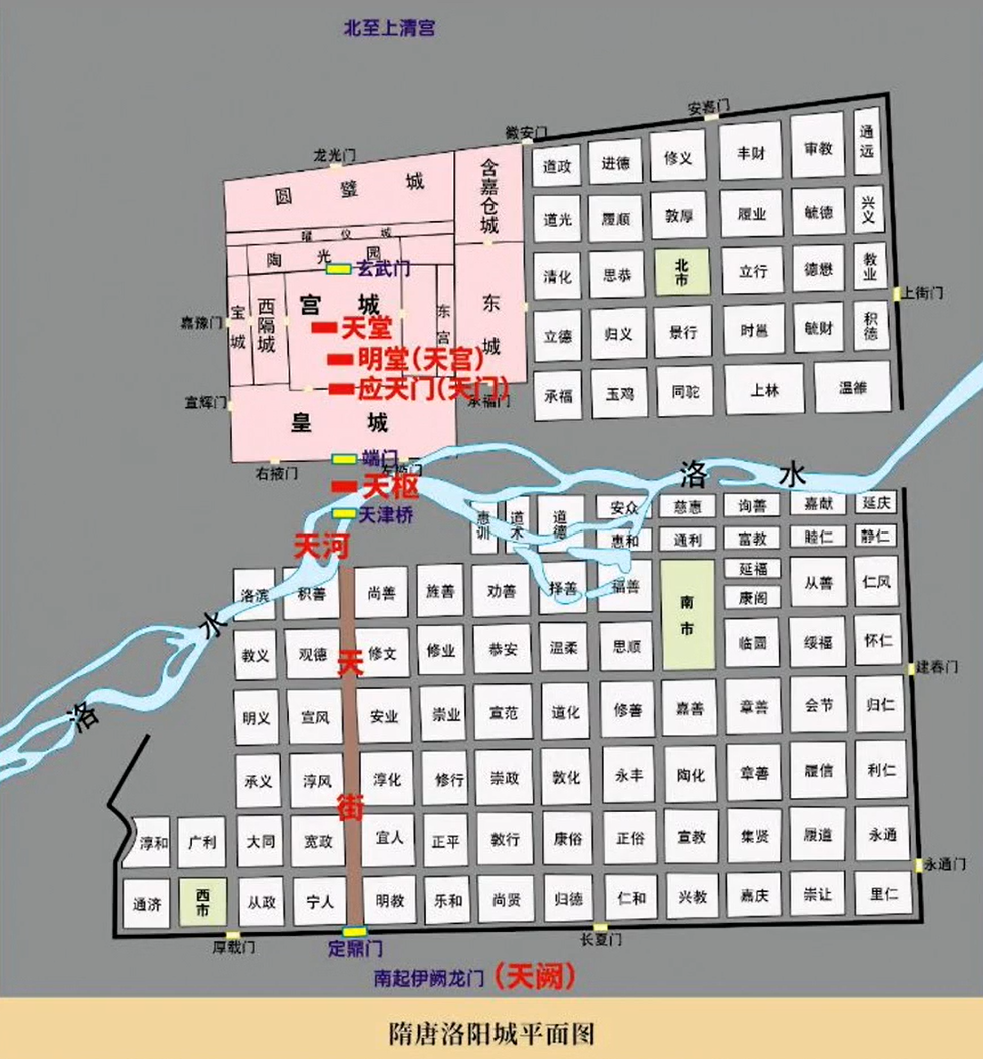 北至上清宫
安喜门
徽安门
龙光门
道政 进德 修义 丰财 审教 通远
含嘉仓城
圆璧城
道光 履顺 敦厚 履业 毓德 兴义
曜仪城
陶光园
玄武门
清化 思恭 北市 立行 德懋 教业
上街门
宝城 西隔城 宫城 东宫 东城
嘉豫门
天堂
立德 归义 景行 时邕 毓财 积德
明堂(天宫)
应天门(天门)
承福 玉鸡 同驼 上林 温雒
宣辉门
承福门
皇城
端门
右掖门
左掖门
洛水
天枢
天津桥
惠训 道术 道德 安众 慈惠 询善 嘉猷 延庆
天河
惠和 通利 富教 睦仁 静仁
洛滨 积善 尚善 旌善 劝善 择善 福善 南市 延福 从善 仁风
康阁
洛水
教义 观德 修文 修业 恭安 温柔 思顺 临圆 绥福 怀仁
建春门
天街
明义 宣风 安业 崇业 宣范 道化 修善 嘉善 章善 会节 归仁
承义 淳风 淳化 修行 崇政 敦化 永丰 陶化 章善 履信 利仁
淳和 广利 大同 宽政 宜人 正平 敦行 康俗 正俗 宣教 集贤 履道 永通
永通门
通济 西市 从政 宁人 明教 乐和 尚贤 归德 仁和 兴教 嘉庆 崇让 里仁
厚载门
定鼎门
长夏门
南起伊阙龙门(天阙)
隋唐洛阳城平面图